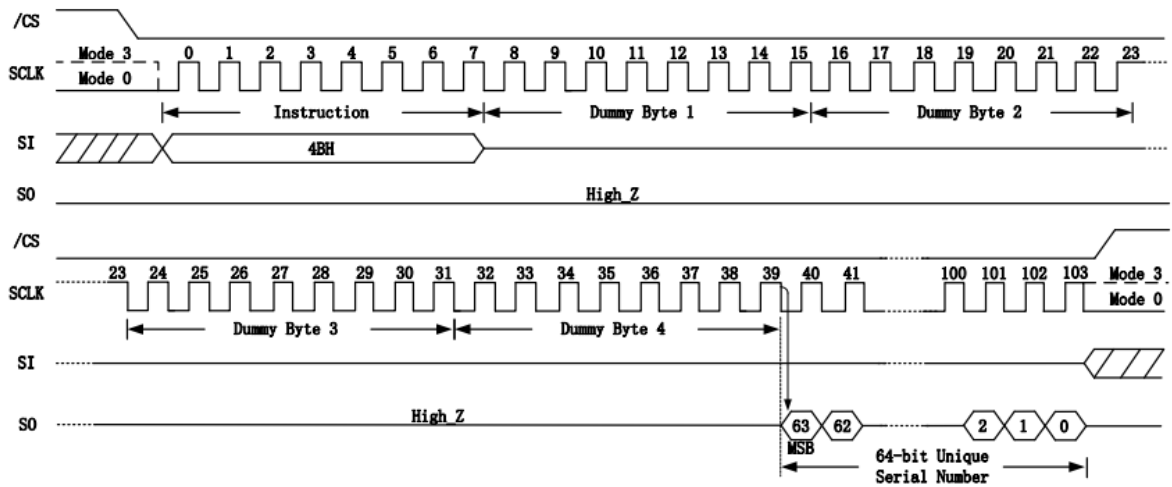 /CS
Mode 3 0 1 2 3 4 5 6 7 8 9 10 11 12 13 14 15 16 17 18 19 20 21 22 23
SCLK
Mode 0
Instruction Dummy Byte 1 Dummy Byte 2
SI 4BH
SO High_Z
/CS
23 24 25 26 27 28 29 30 31 32 33 34 35 36 37 38 39 40 41 100 101 102 103 Mode 3
SCLK Mode 0
Dummy Byte 3 Dummy Byte 4
SI
SO High_Z 63 62 2 1 0
MSB 64-bit Unique
Serial Number